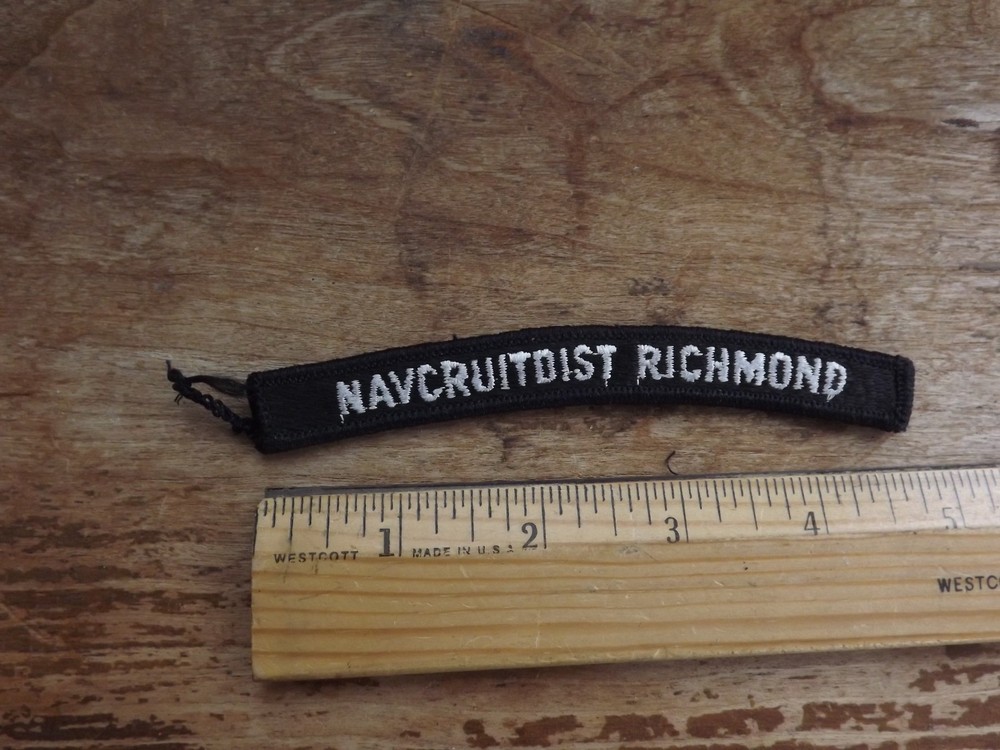 NAVCRUITDIST RICHMOND
1 2 3 4 5
WESTCOTT MADE IN U.S.A WESTCO